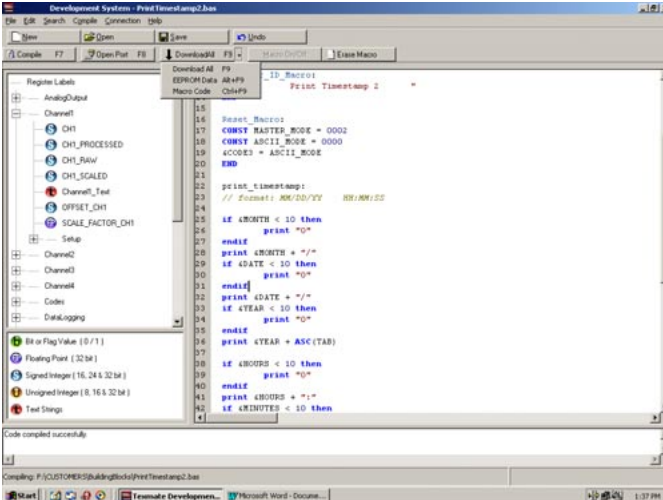 Development System - PrintTimestamp2.bas
File Edit Search Compile Connection Help
New Open Save Undo
Compile F7 Open Port F8 Download All F9 Macro On/Off Erase Macro
Download All F9
EEPROM Data Alt+F9
Macro Code Ctrl+F9
Register Labels
AnalogOutput
Channel1
CH1
CH1_PROCESSED
CH1_RAW
CH1_SCALED
Channel1_Text
OFFSET_CH1
SCALE_FACTOR_CH1
Setup
Channel2
Channel3
Channel4
Codes
DataLogging
Bit or Flag Value ( 0 / 1 )
Floating Point ( 32 bit )
Signed Integer ( 16, 24 & 32 bit )
Unsigned Integer ( 8, 16 & 32 bit )
Text Strings
_ID_Macro:
Print Timestamp 2 "
15
16 Reset_Macro:
17 CONST MASTER_MODE = 0002
18 CONST ASCII_MODE = 0000
19 &CODE3 = ASCII_MODE
20 END
21
22 print_timestamp:
23 // format: MM/DD/YY HH:MM:SS
24
25 if &MONTH < 10 then
26 print "0"
27 endif
28 print &MONTH + "/"
29 if &DATE < 10 then
30 print "0"
31 endif
32 print &DATE + "/"
33 if &YEAR < 10 then
34 print "0"
35 endif
36 print &YEAR + ASC(TAB)
37
38 if &HOURS < 10 then
39 print "0"
40 endif
41 print &HOURS + ":"
42 if &MINUTES < 10 then
Code compiled successfully.
Compiling: F:\CUSTOMERS\BuildingBlocks\PrintTimestamp2.bas
Start Texmate Developmen... Microsoft Word - Docume... 1:37 PM